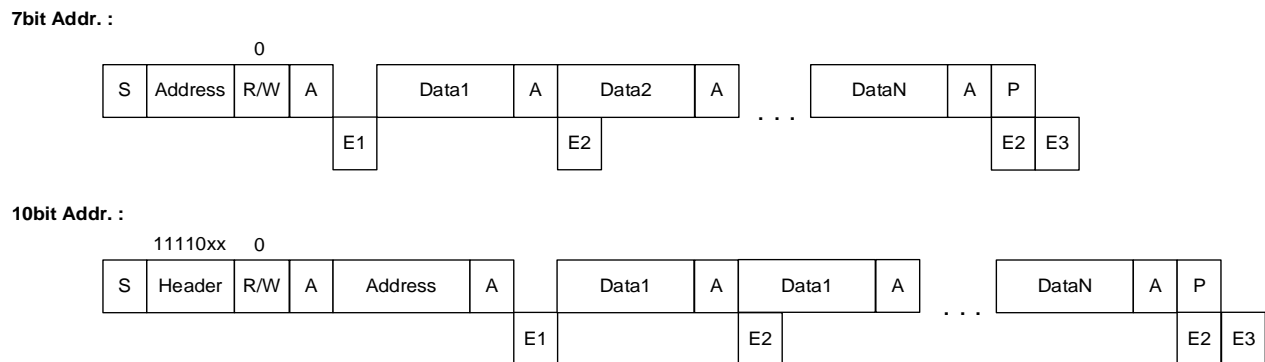 7bit Addr. :
0
S Address R/W A Data1 A Data2 A . . . DataN A P
E1 E2 E2 E3
10bit Addr. :
11110xx 0
S Header R/W A Address A Data1 A Data1 A . . . DataN A P
E1 E2 E2 E3